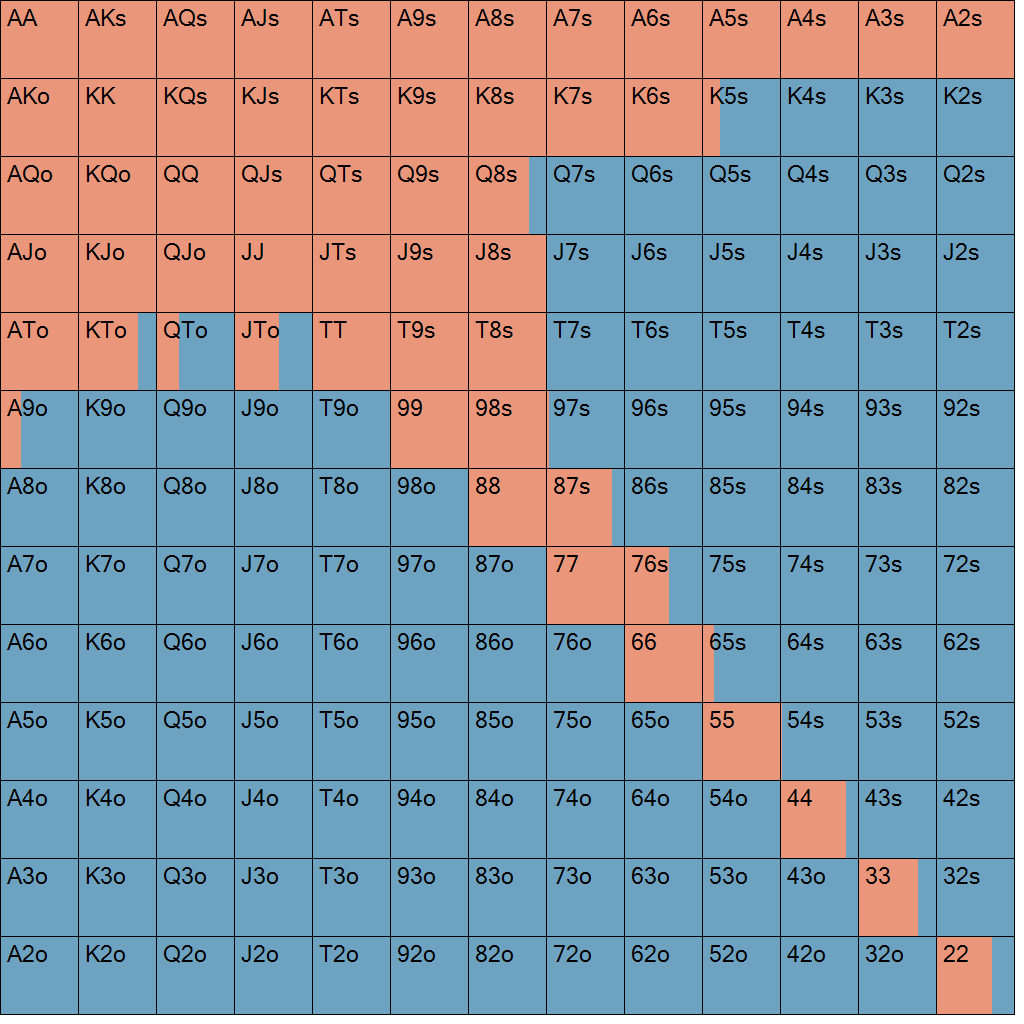 AA AKs AQs AJs ATs A9s A8s A7s A6s A5s A4s A3s A2s
AKo KK KQs KJs KTs K9s K8s K7s K6s K5s K4s K3s K2s
AQo KQo QQ QJs QTs Q9s Q8s Q7s Q6s Q5s Q4s Q3s Q2s
AJo KJo QJo JJ JTs J9s J8s J7s J6s J5s J4s J3s J2s
ATo KTo QTo JTo TT T9s T8s T7s T6s T5s T4s T3s T2s
A9o K9o Q9o J9o T9o 99 98s 97s 96s 95s 94s 93s 92s
A8o K8o Q8o J8o T8o 98o 88 87s 86s 85s 84s 83s 82s
A7o K7o Q7o J7o T7o 97o 87o 77 76s 75s 74s 73s 72s
A6o K6o Q6o J6o T6o 96o 86o 76o 66 65s 64s 63s 62s
A5o K5o Q5o J5o T5o 95o 85o 75o 65o 55 54s 53s 52s
A4o K4o Q4o J4o T4o 94o 84o 74o 64o 54o 44 43s 42s
A3o K3o Q3o J3o T3o 93o 83o 73o 63o 53o 43o 33 32s
A2o K2o Q2o J2o T2o 92o 82o 72o 62o 52o 42o 32o 22